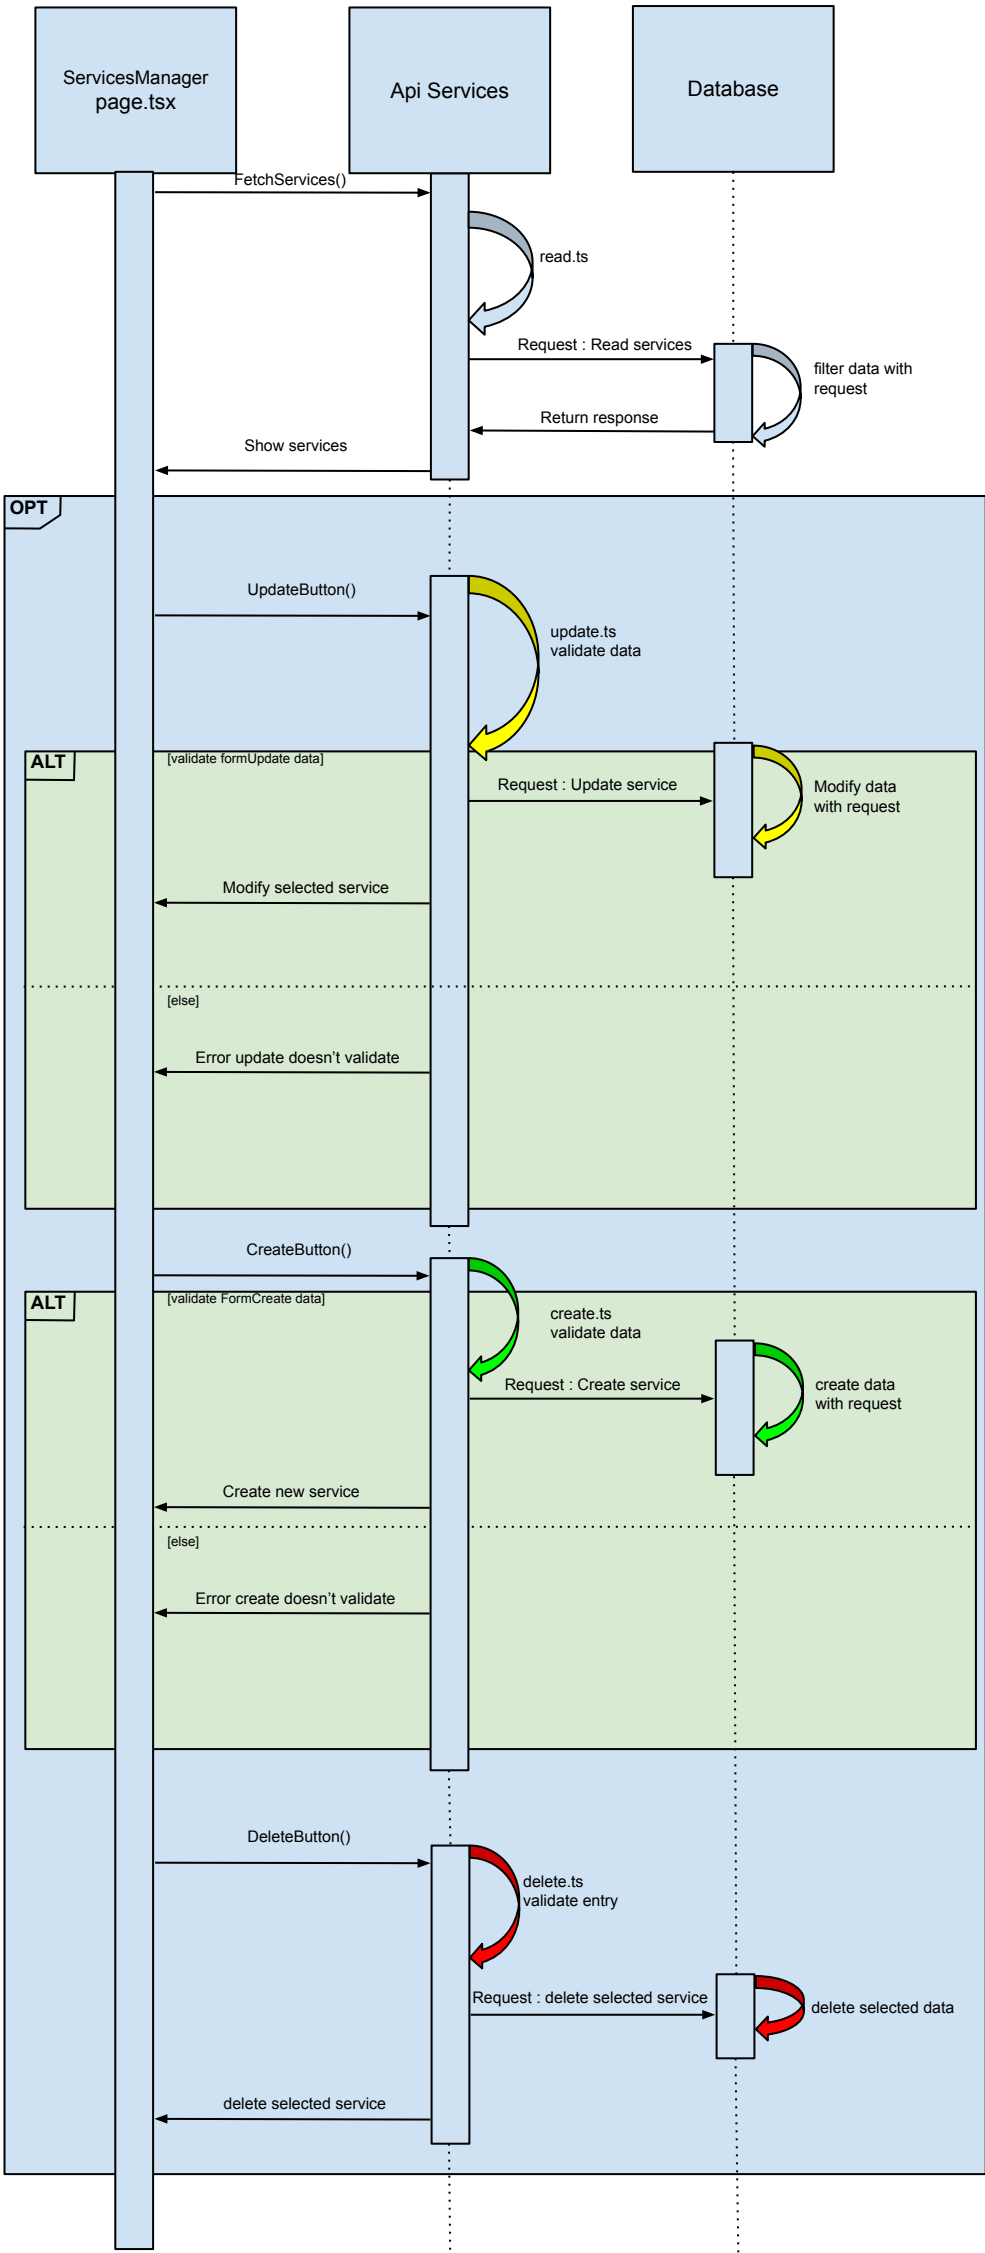 ServicesManager
page.tsx
Api Services
Database
FetchServices()
read.ts
Request : Read services
filter data with
request
Return response
Show services
OPT
UpdateButton()
update.ts
validate data
ALT
[validate formUpdate data]
Request : Update service
Modify data
with request
Modify selected service
[else]
Error update doesn't validate
CreateButton()
ALT
[validate FormCreate data]
create.ts
validate data
Request : Create service
create data
with request
Create new service
[else]
Error create doesn't validate
DeleteButton()
delete.ts
validate entry
Request : delete selected service
delete selected data
delete selected service